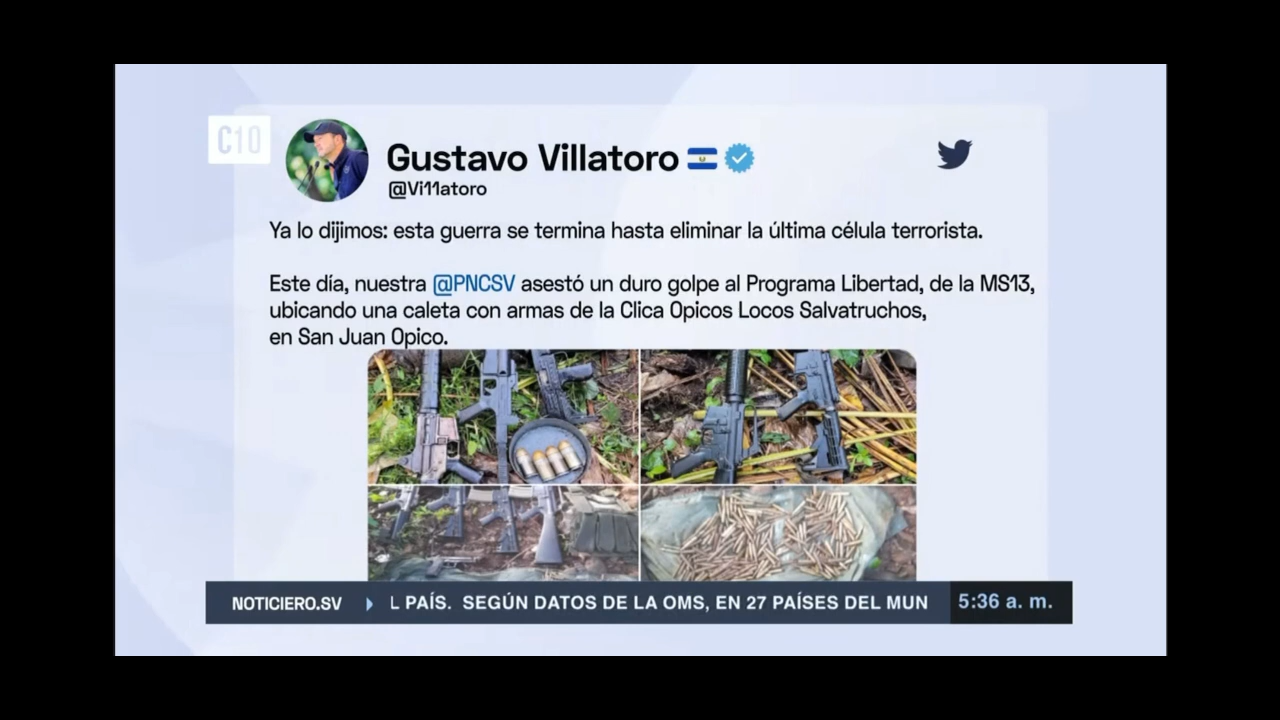 C10
Gustavo Villatoro
@Vi11atoro
Ya lo dijimos: esta guerra se termina hasta eliminar la última célula terrorista.
Este día, nuestra @PNCSV asestó un duro golpe al Programa Libertad, de la MS13,
ubicando una caleta con armas de la Clica Opicos Locos Salvatruchos,
en San Juan Opico.
NOTICIERO.SV
L PAÍS. SEGÚN DATOS DE LA OMS, EN 27 PAÍSES DEL MUN
5:36 a. m.